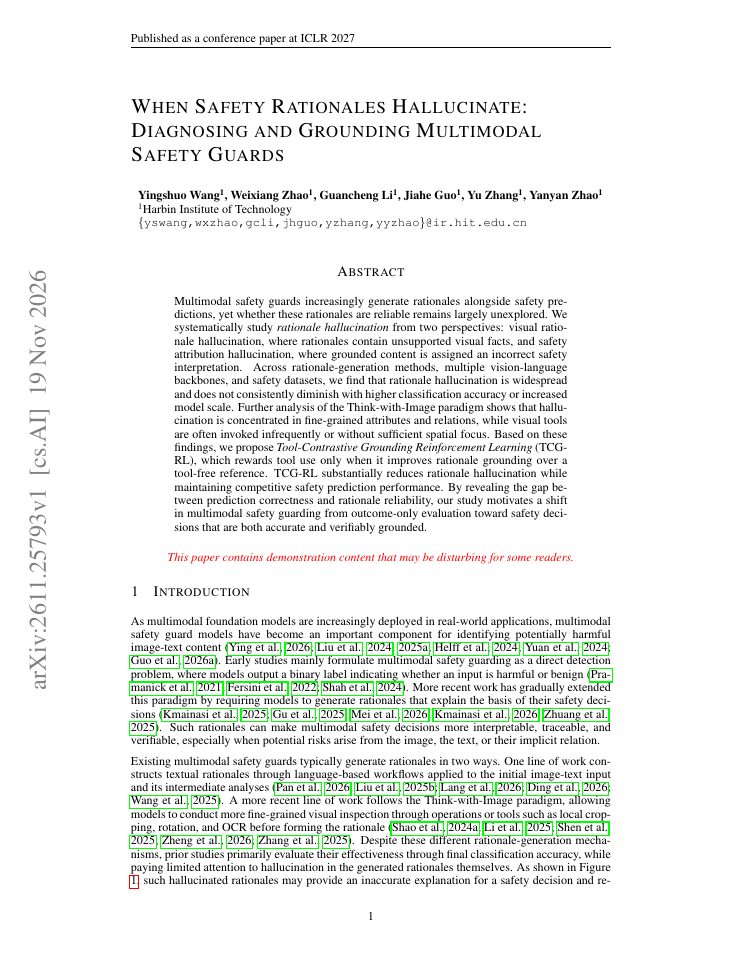 Published as a conference paper at ICLR 2027
WHEN SAFETY RATIONALES HALLUCINATE:
DIAGNOSING AND GROUNDING MULTIMODAL
SAFETY GUARDS
Yingshuo Wang¹, Weixiang Zhao¹, Guancheng Li¹, Jiahe Guo¹, Yu Zhang¹, Yanyan Zhao¹
¹Harbin Institute of Technology
{yswang,wxzhao,gcli,jhguo,yzhang,yyzhao}@ir.hit.edu.cn
ABSTRACT
Multimodal safety guards increasingly generate rationales alongside safety pre-
dictions, yet whether these rationales are reliable remains largely unexplored. We
systematically study rationale hallucination from two perspectives: visual ratio-
nale hallucination, where rationales contain unsupported visual facts, and safety
attribution hallucination, where grounded content is assigned an incorrect safety
interpretation. Across rationale-generation methods, multiple vision-language
backbones, and safety datasets, we find that rationale hallucination is widespread
and does not consistently diminish with higher classification accuracy or increased
model scale. Further analysis of the Think-with-Image paradigm shows that hallu-
cination is concentrated in fine-grained attributes and relations, while visual tools
are often invoked infrequently or without sufficient spatial focus. Based on these
findings, we propose Tool-Contrastive Grounding Reinforcement Learning (TCG-
RL), which rewards tool use only when it improves rationale grounding over a
tool-free reference. TCG-RL substantially reduces rationale hallucination while
maintaining competitive safety prediction performance. By revealing the gap be-
tween prediction correctness and rationale reliability, our study motivates a shift
in multimodal safety guarding from outcome-only evaluation toward safety deci-
sions that are both accurate and verifiably grounded.
This paper contains demonstration content that may be disturbing for some readers.
1 INTRODUCTION
As multimodal foundation models are increasingly deployed in real-world applications, multimodal
safety guard models have become an important component for identifying potentially harmful
image-text content (Ying et al., 2026; Liu et al., 2024; 2025a; Helff et al., 2024; Yuan et al., 2024;
Guo et al., 2026a). Early studies mainly formulate multimodal safety guarding as a direct detection
problem, where models output a binary label indicating whether an input is harmful or benign (Pra-
manick et al., 2021; Fersini et al., 2022; Shah et al., 2024). More recent work has gradually extended
this paradigm by requiring models to generate rationales that explain the basis of their safety deci-
sions (Kmainasi et al., 2025; Gu et al., 2025; Mei et al., 2026; Kmainasi et al., 2026; Zhuang et al.,
2025). Such rationales can make multimodal safety decisions more interpretable, traceable, and
verifiable, especially when potential risks arise from the image, the text, or their implicit relation.
Existing multimodal safety guards typically generate rationales in two ways. One line of work con-
structs textual rationales through language-based workflows applied to the initial image-text input
and its intermediate analyses (Pan et al., 2026; Liu et al., 2025b; Lang et al., 2026; Ding et al., 2026;
Wang et al., 2025). A more recent line of work follows the Think-with-Image paradigm, allowing
models to conduct more fine-grained visual inspection through operations or tools such as local crop-
ping, rotation, and OCR before forming the rationale (Shao et al., 2024a; Li et al., 2025; Shen et al.,
2025; Zheng et al., 2026; Zhang et al., 2025). Despite these different rationale-generation mecha-
nisms, prior studies primarily evaluate their effectiveness through final classification accuracy, while
paying limited attention to hallucination in the generated rationales themselves. As shown in Figure
1, such hallucinated rationales may provide an inaccurate explanation for a safety decision and re-
1
arXiv:2611.25793v1 [cs.AI] 19 Nov 2026